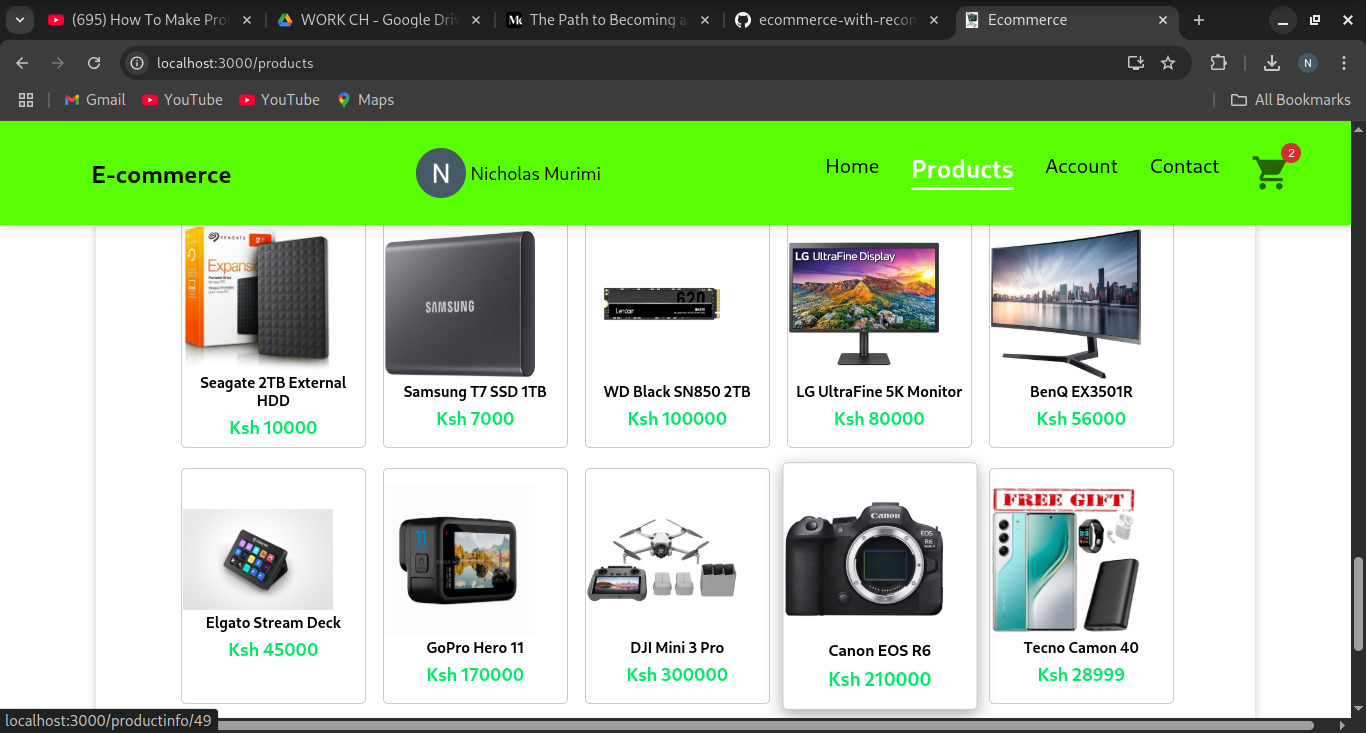 (695) How To Make Prof
WORK CH - Google Driv
The Path to Becoming a
ecommerce-with-recom
Ecommerce
localhost:3000/products
N
Gmail
YouTube
YouTube
Maps
All Bookmarks
E-commerce
N
Nicholas Murimi
Home
Products
Account
Contact
2
SEAGATE
Expansion
SAMSUNG
Lexar
620
LG UltraFine Display
Seagate 2TB External
HDD
Ksh 10000
Samsung T7 SSD 1TB
Ksh 7000
WD Black SN850 2TB
Ksh 100000
LG UltraFine 5K Monitor
Ksh 80000
BenQ EX3501R
Ksh 56000
11
Canon
EOS
R6
FREE GIFT
Elgato Stream Deck
Ksh 45000
GoPro Hero 11
Ksh 170000
DJI Mini 3 Pro
Ksh 300000
Canon EOS R6
Ksh 210000
Tecno Camon 40
Ksh 28999
localhost:3000/productinfo/49